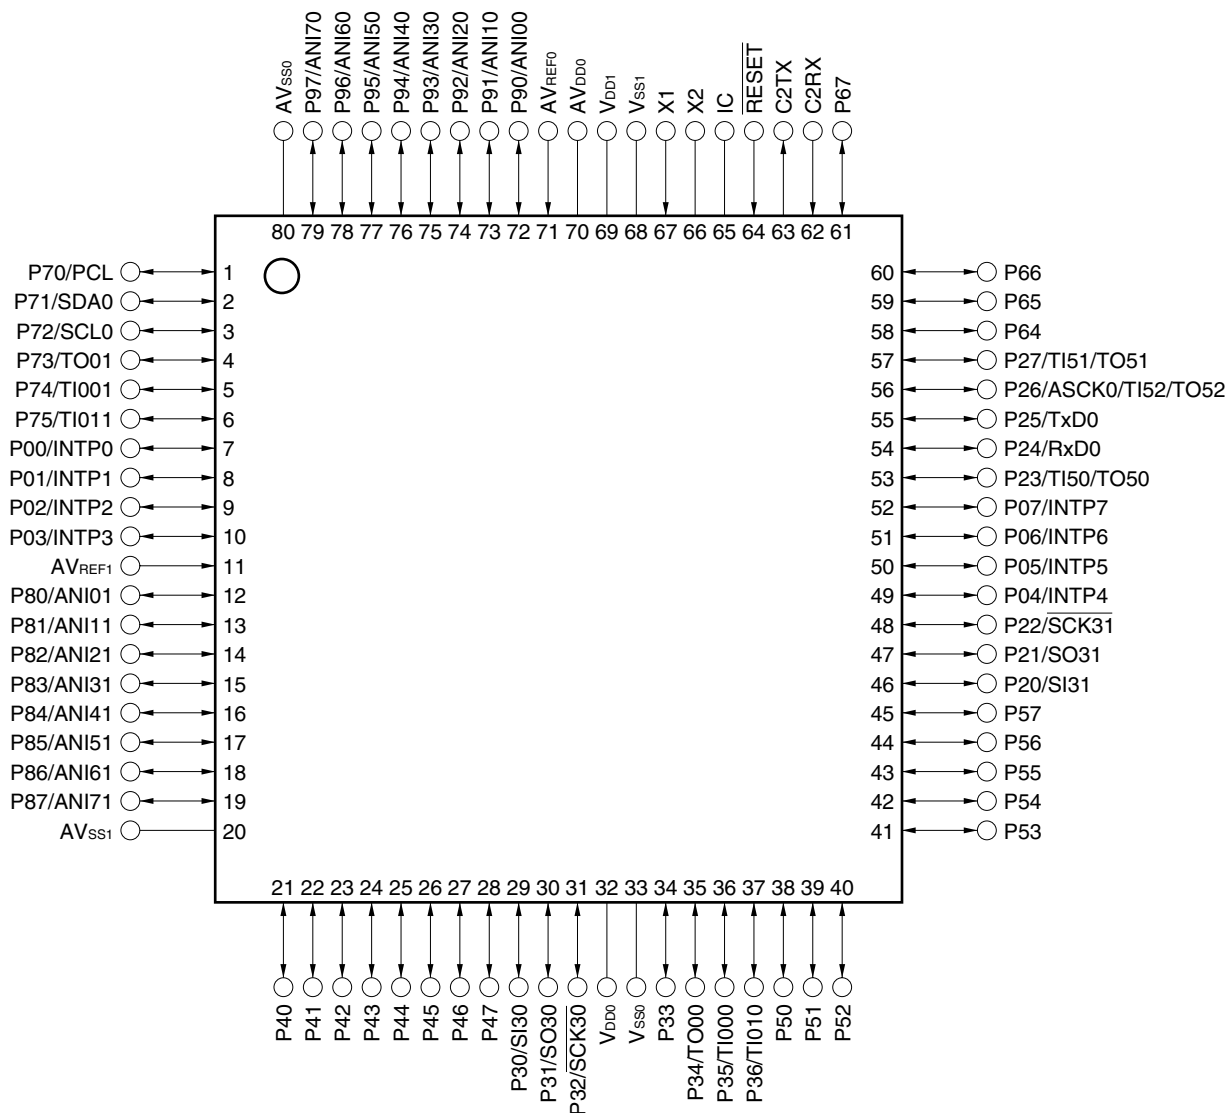 AVSS0
P97/ANI70
P96/ANI60
P95/ANI50
P94/ANI40
P93/ANI30
P92/ANI20
P91/ANI10
P90/ANI00
AVREF0
AVDD0
VDD1
VSS1
X1
X2
IC
RESET
C2TX
C2RX
P67
80 79 78 77 76 75 74 73 72 71 70 69 68 67 66 65 64 63 62 61
P70/PCL 1
P71/SDA0 2
P72/SCL0 3
P73/TO01 4
P74/TI001 5
P75/TI011 6
P00/INTP0 7
P01/INTP1 8
P02/INTP2 9
P03/INTP3 10
AVREF1 11
P80/ANI01 12
P81/ANI11 13
P82/ANI21 14
P83/ANI31 15
P84/ANI41 16
P85/ANI51 17
P86/ANI61 18
P87/ANI71 19
AVSS1 20
60 P66
59 P65
58 P64
57 P27/TI51/TO51
56 P26/ASCK0/TI52/TO52
55 P25/TxD0
54 P24/RxD0
53 P23/TI50/TO50
52 P07/INTP7
51 P06/INTP6
50 P05/INTP5
49 P04/INTP4
48 P22/SCK31
47 P21/SO31
46 P20/SI31
45 P57
44 P56
43 P55
42 P54
41 P53
21 22 23 24 25 26 27 28 29 30 31 32 33 34 35 36 37 38 39 40
P40
P41
P42
P43
P44
P45
P46
P47
P30/SI30
P31/SO30
P32/SCK30
VDD0
VSS0
P33
P34/TO00
P35/TI000
P36/TI010
P50
P51
P52